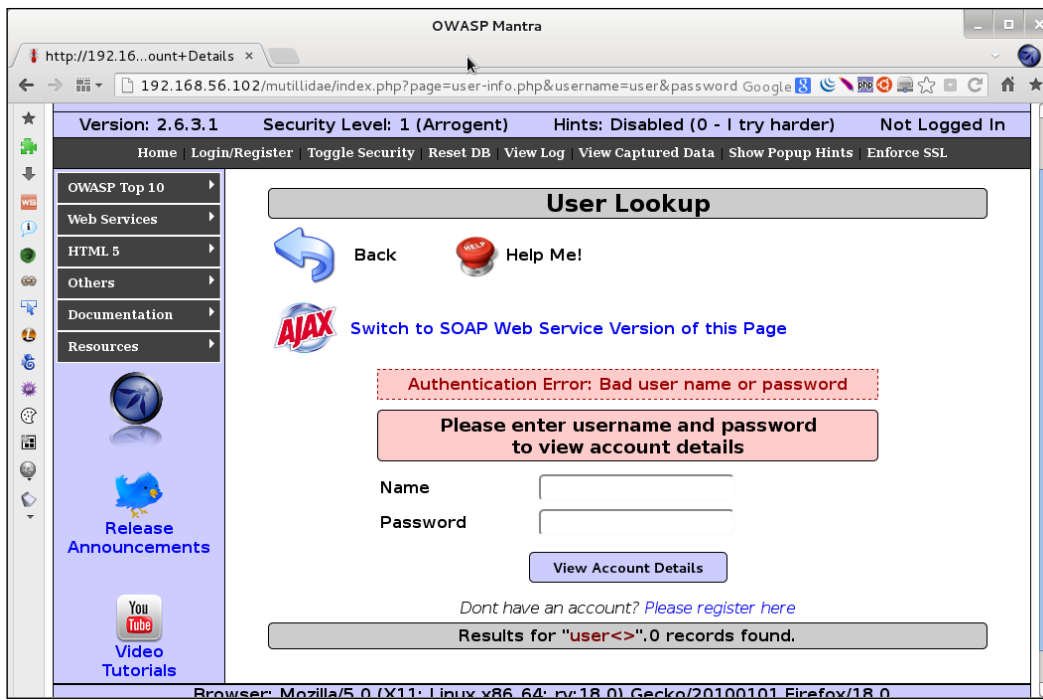 OWASP Mantra
http://192.16...ount+Details ×
192.168.56.102/mutillidae/index.php?page=user-info.php&username=user&password Google
Version: 2.6.3.1 Security Level: 1 (Arrogent) Hints: Disabled (0 - I try harder) Not Logged In
Home | Login/Register | Toggle Security | Reset DB | View Log | View Captured Data | Show Popup Hints | Enforce SSL
OWASP Top 10
Web Services
HTML 5
Others
Documentation
Resources
Release
Announcements
You
Tube
Video
Tutorials
User Lookup
Back
HELP
Help Me!
AJAX
Switch to SOAP Web Service Version of this Page
Authentication Error: Bad user name or password
Please enter username and password
to view account details
Name
Password
View Account Details
Dont have an account? Please register here
Results for "user<>".0 records found.
Browser: Mozilla/5.0 (X11; Linux x86_64; rv:18.0) Gecko/20100101 Firefox/18.0